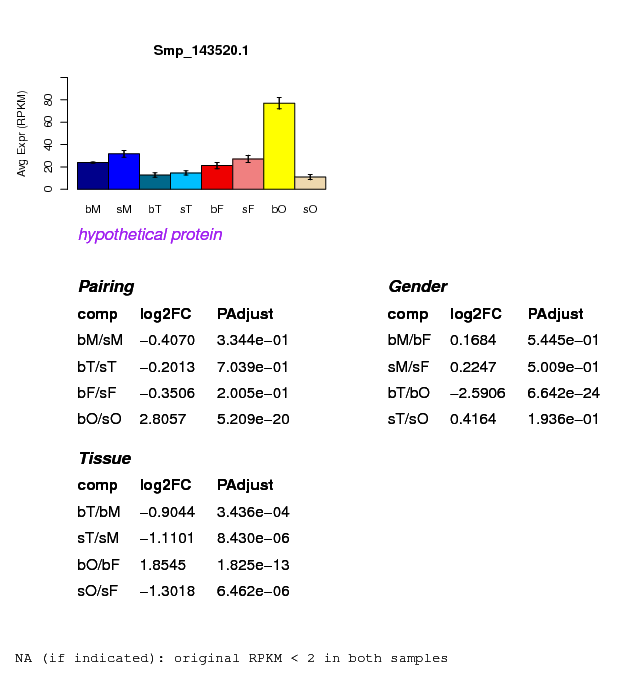 Smp_143520.1
Avg Expr (RPKM)
0 20 40 60 80
bM sM bT sT bF sF bO sO
hypothetical protein
Pairing
comp log2FC PAdjust
bM/sM −0.4070 3.344e−01
bT/sT −0.2013 7.039e−01
bF/sF −0.3506 2.005e−01
bO/sO 2.8057 5.209e−20
Gender
comp log2FC PAdjust
bM/bF 0.1684 5.445e−01
sM/sF 0.2247 5.009e−01
bT/bO −2.5906 6.642e−24
sT/sO 0.4164 1.936e−01
Tissue
comp log2FC PAdjust
bT/bM −0.9044 3.436e−04
sT/sM −1.1101 8.430e−06
bO/bF 1.8545 1.825e−13
sO/sF −1.3018 6.462e−06
NA (if indicated): original RPKM < 2 in both samples